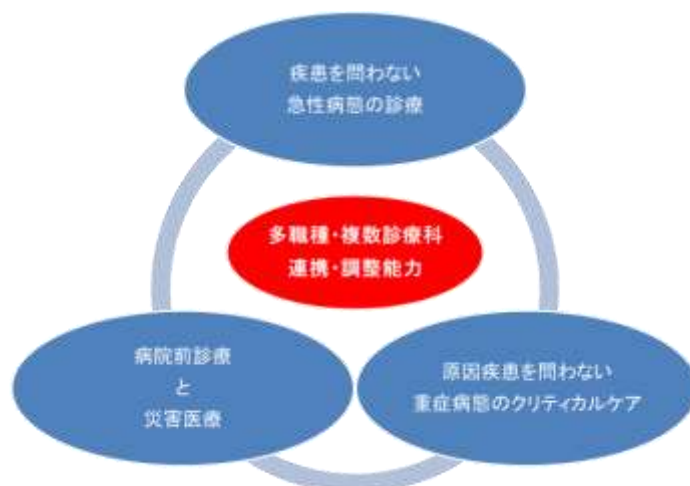 疾患を問わない
急性病態の診療
多職種・複数診療科
連携・調整能力
病院前診療
と
災害医療
原因疾患を問わない
重症病態のクリティカルケア